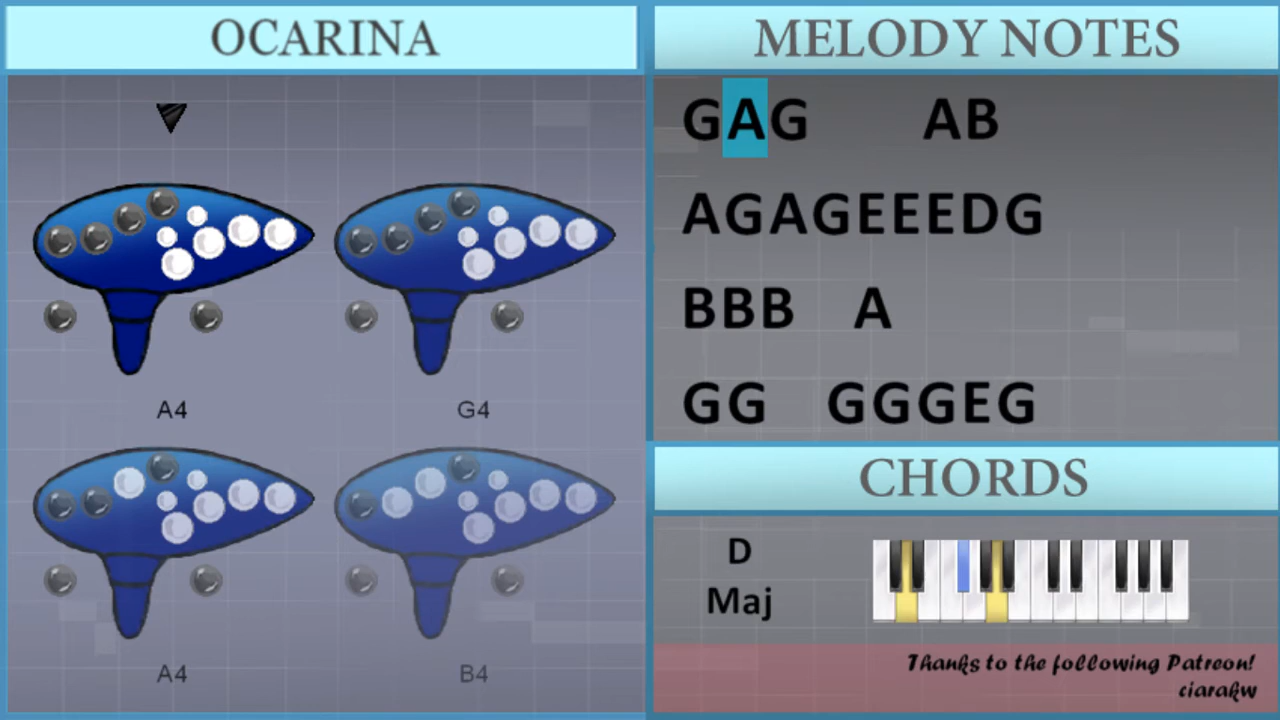 OCARINA
A4
G4
A4
B4
MELODY NOTES
GAG AB
AGAGEEEDG
BBB A
GG GGGEG
CHORDS
D
Maj
Thanks to the following Patreon!
ciarakw